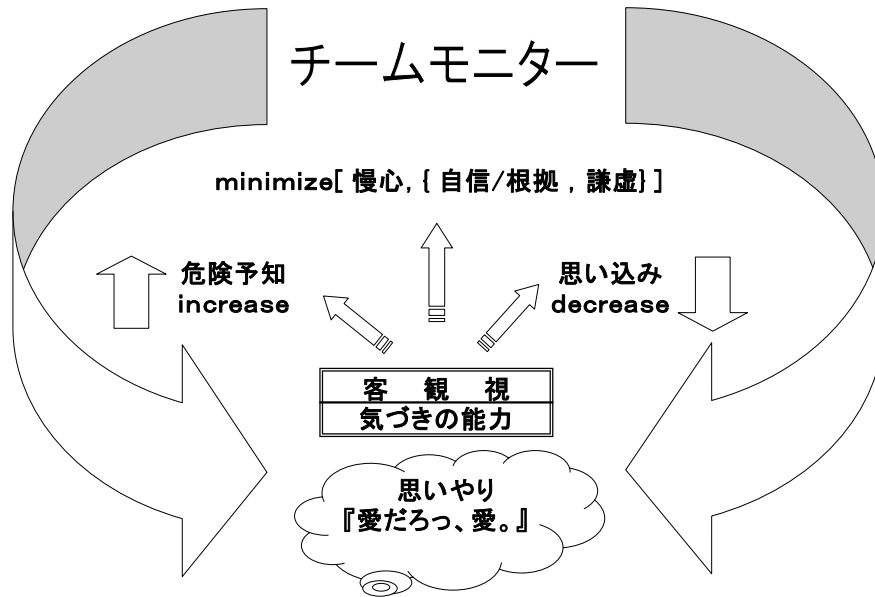 チームモニター
minimize[ 慢心, { 自信/根拠 , 謙虚} ]
危険予知
increase
思い込み
decrease
客 観 視
気づきの能力
思いやり
『愛だろっ、愛。』